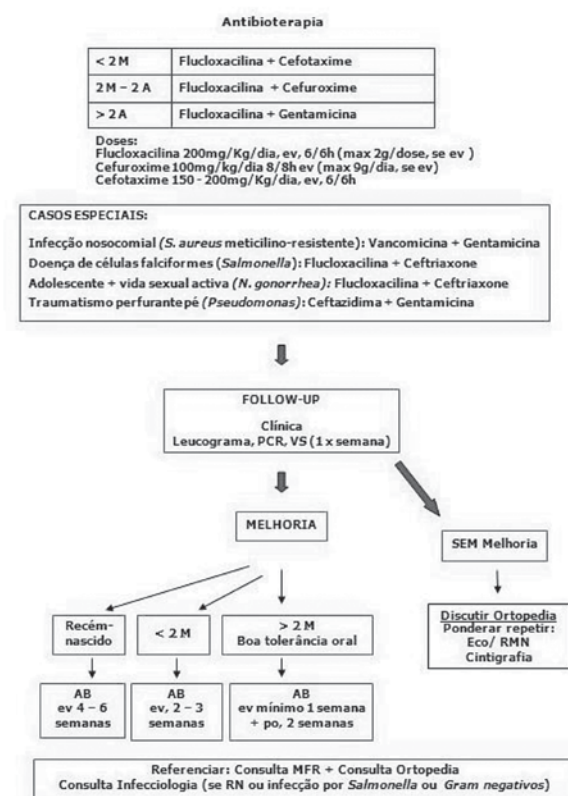 Antibioterapia
< 2 M Flucloxacilina + Cefotaxime
2 M – 2 A Flucloxacilina + Cefuroxime
> 2 A Flucloxacilina + Gentamicina
Doses:
Flucloxacilina 200mg/Kg/dia, ev, 6/6h (max 2g/dose, se ev )
Cefuroxime 100mg/kg/dia 8/8h ev (max 9g/dia, se ev)
Cefotaxime 150 - 200mg/Kg/dia, ev, 6/6h
CASOS ESPECIAIS:
Infecção nosocomial (S. aureus meticilino-resistente): Vancomicina + Gentamicina
Doença de células falciformes (Salmonella): Flucloxacilina + Ceftriaxone
Adolescente + vida sexual activa (N. gonorrhea): Flucloxacilina + Ceftriaxone
Traumatismo perfurante pé (Pseudomonas): Ceftazidima + Gentamicina
FOLLOW-UP
Clínica
Leucograma, PCR, VS (1 x semana)
MELHORIA
SEM Melhoria
Recém-
nascido
< 2 M
> 2 M
Boa tolerância oral
Discutir Ortopedia
Ponderar repetir:
Eco/ RMN
Cintigrafia
AB
ev 4 – 6
semanas
AB
ev, 2 – 3
semanas
AB
ev mínimo 1 semana
+ po, 2 semanas
Referenciar: Consulta MFR + Consulta Ortopedia
Consulta Infecciologia (se RN ou infecção por Salmonella ou Gram negativos)